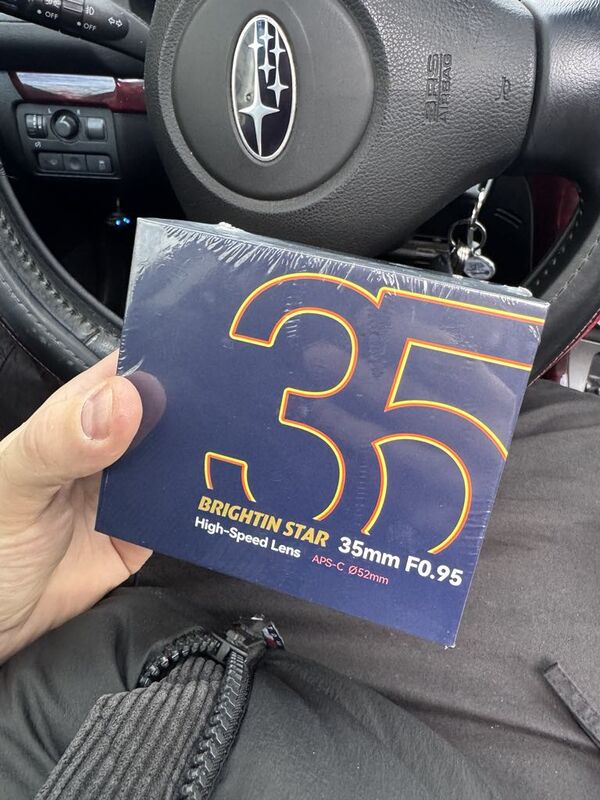 OFF
OFF
SRS
AIRBAG
35
BRIGHTIN STAR
35mm F0.95
High-Speed Lens
APS-C Ø52mm